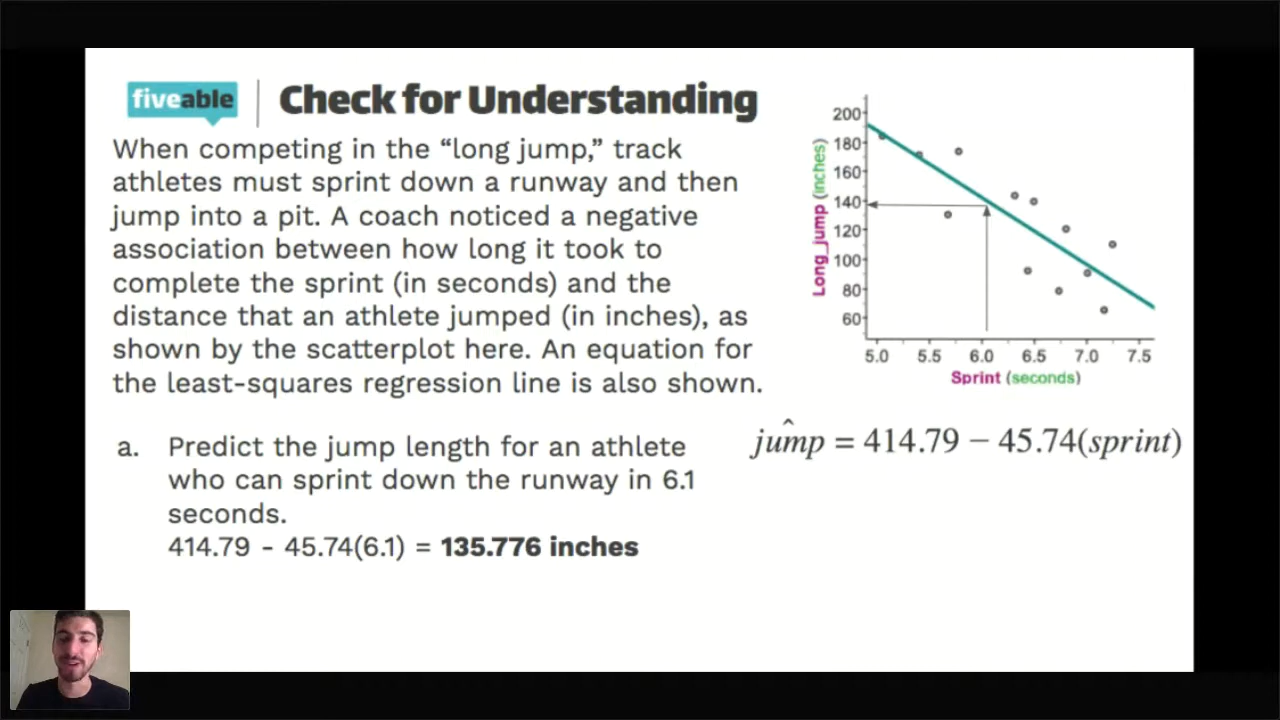 fiveable
Check for Understanding
When competing in the “long jump,” track
athletes must sprint down a runway and then
jump into a pit. A coach noticed a negative
association between how long it took to
complete the sprint (in seconds) and the
distance that an athlete jumped (in inches), as
shown by the scatterplot here. An equation for
the least-squares regression line is also shown.
a. Predict the jump length for an athlete
who can sprint down the runway in 6.1
seconds.
414.79 - 45.74(6.1) = 135.776 inches
Long_jump (inches)
200
180
160
140
120
100
80
60
5.0 5.5 6.0 6.5 7.0 7.5
Sprint (seconds)
jum̂p = 414.79 − 45.74(sprint)